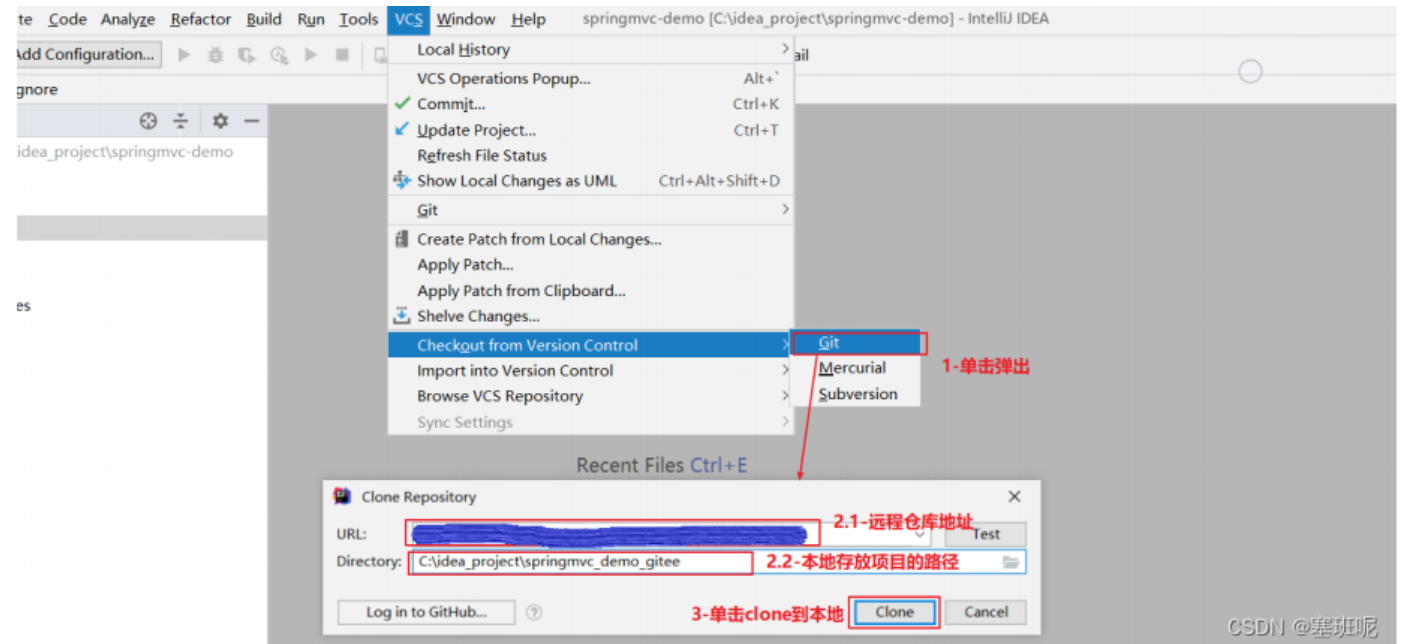 te Code Analyze Refactor Build Run Tools VCS Window Help springmvc-demo [C:\idea_project\springmvc-demo] - IntelliJ IDEA
Add Configuration...
ail
gnore
idea_project\springmvc-demo
es
Local History
VCS Operations Popup... Alt+`
Commit... Ctrl+K
Update Project... Ctrl+T
Refresh File Status
Show Local Changes as UML Ctrl+Alt+Shift+D
Git
Create Patch from Local Changes...
Apply Patch...
Apply Patch from Clipboard...
Shelve Changes...
Checkout from Version Control
Import into Version Control
Browse VCS Repository
Sync Settings
Git
Mercurial
Subversion
1-单击弹出
Recent Files Ctrl+E
Clone Repository
URL: 2.1-远程仓库地址 Test
Directory: C:\idea_project\springmvc_demo_gitee 2.2-本地存放项目的路径
Log in to GitHub... ? 3-单击clone到本地 Clone Cancel
CSDN @塞班呢